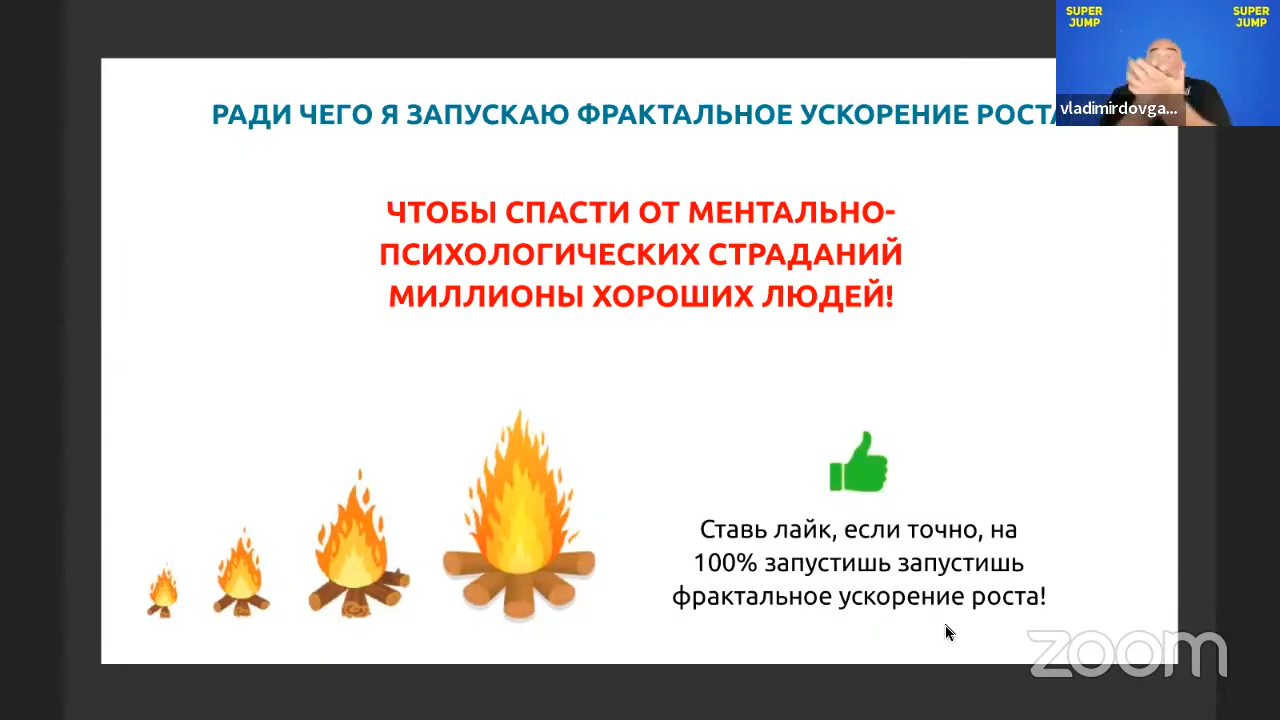 РАДИ ЧЕГО Я ЗАПУСКАЮ ФРАКТАЛЬНОЕ УСКОРЕНИЕ РОСТА
ЧТОБЫ СПАСТИ ОТ МЕНТАЛЬНО-
ПСИХОЛОГИЧЕСКИХ СТРАДАНИЙ
МИЛЛИОНЫ ХОРОШИХ ЛЮДЕЙ!
Ставь лайк, если точно, на
100% запустишь запустишь
фрактальное ускорение роста!
SUPER
JUMP
SUPER
JUMP
vladimirdovga...
zoom